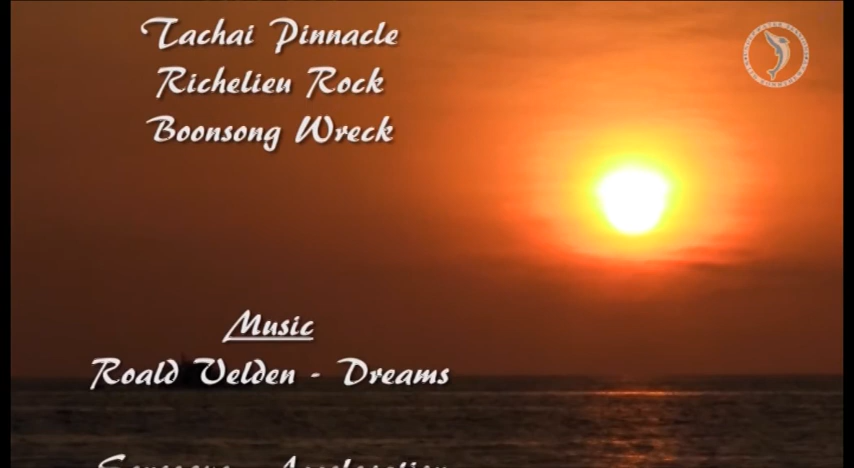 Tachai Pinnacle
Richelieu Rock
Boonsong Wreck
Music
Roald Velden - Dreams